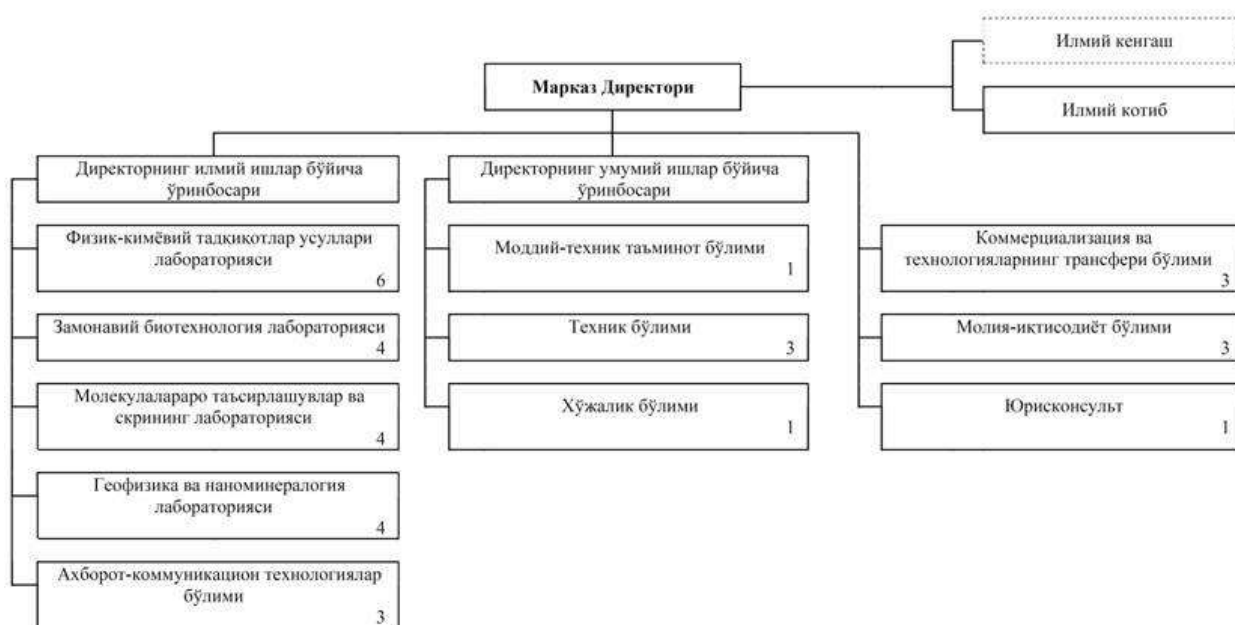 Илмий кенгаш
Марказ Директори
Илмий котиб
Директорнинг илмий ишлар бўйича
ўринбосари
Физик-кимёвий тадқиқотлар усуллари
лабораторияси
6
Замонавий биотехнология лабораторияси
4
Молекулалараро таъсирлашувлар ва
скрининг лабораторияси
4
Геофизика ва наноминералогия
лабораторияси
4
Ахборот-коммуникацион технологиялар
бўлими
3
Директорнинг умумий ишлар бўйича
ўринбосари
Моддий-техник таъминот бўлими
1
Техник бўлими
3
Хўжалик бўлими
1
Коммерциализация ва
технологияларнинг трансфери бўлими
3
Молия-иктисодиёт бўлими
3
Юрисконсульт
1